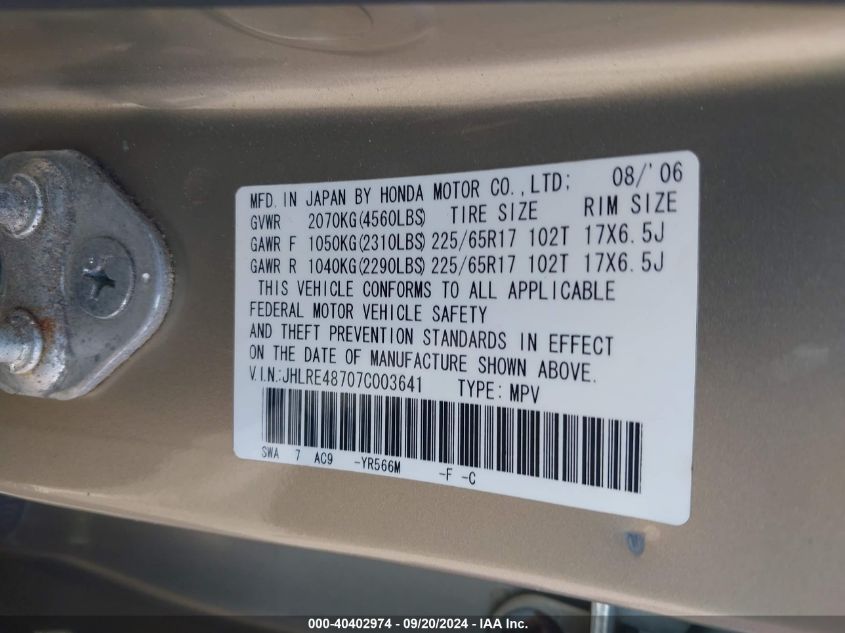 MFD. IN JAPAN BY HONDA MOTOR CO., LTD; 08/'06
GVWR 2070KG(4560LBS) TIRE SIZE RIM SIZE
GAWR F 1050KG(2310LBS) 225/65R17 102T 17X6.5J
GAWR R 1040KG(2290LBS) 225/65R17 102T 17X6.5J
THIS VEHICLE CONFORMS TO ALL APPLICABLE
FEDERAL MOTOR VEHICLE SAFETY
AND THEFT PREVENTION STANDARDS IN EFFECT
ON THE DATE OF MANUFACTURE SHOWN ABOVE.
V.I.N.:JHLRE48707C003641 TYPE: MPV
SWA 7 AC9 -YR566M -F -C
000-40402974 - 09/20/2024 - IAA Inc.